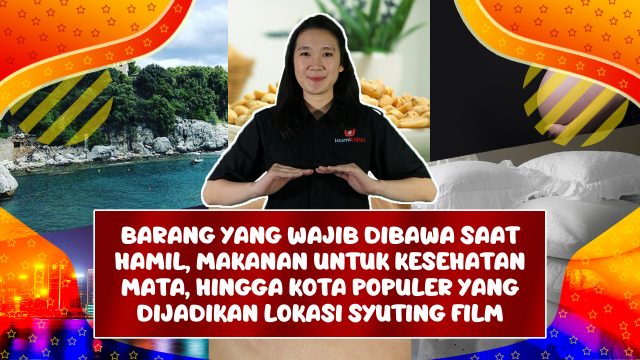 BARANG YANG WAJIB DIBAWA SAAT
HAMIL, MAKANAN UNTUK KESEHATAN
MATA, HINGGA KOTA POPULER YANG
DIJADIKAN LOKASI SYUTING FILM